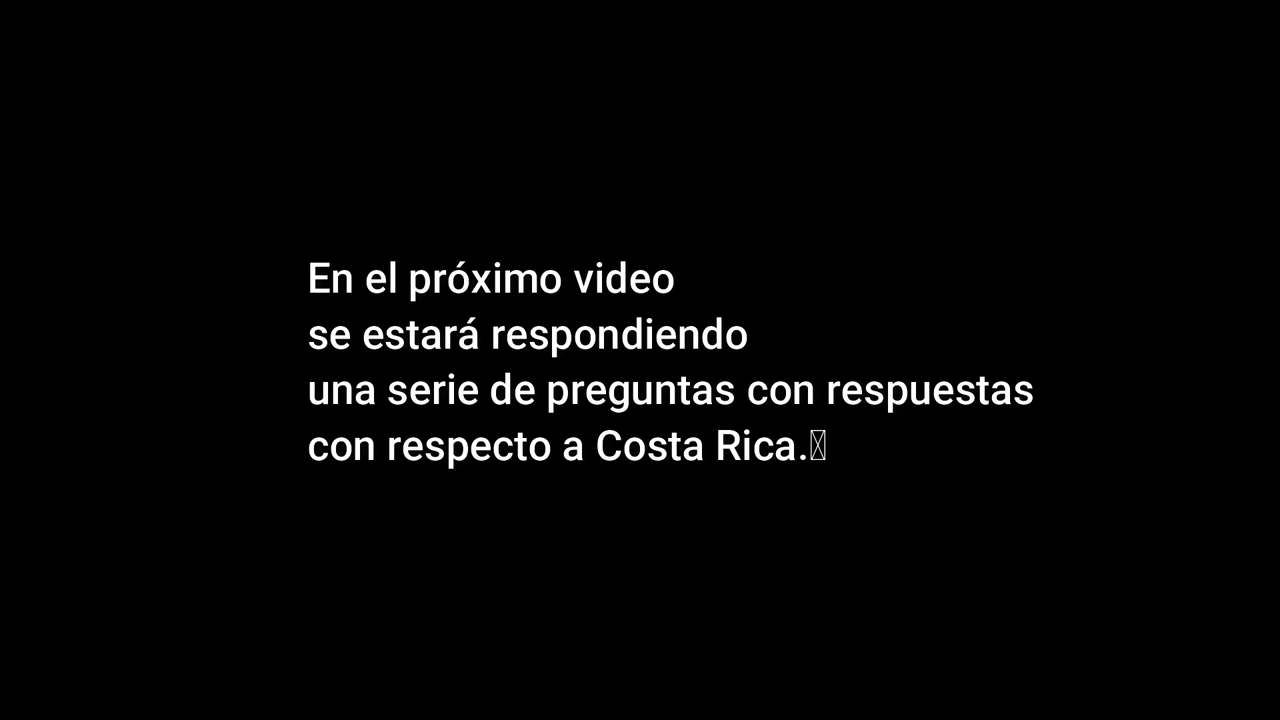 En el próximo video
se estará respondiendo
una serie de preguntas con respuestas
con respecto a Costa Rica.